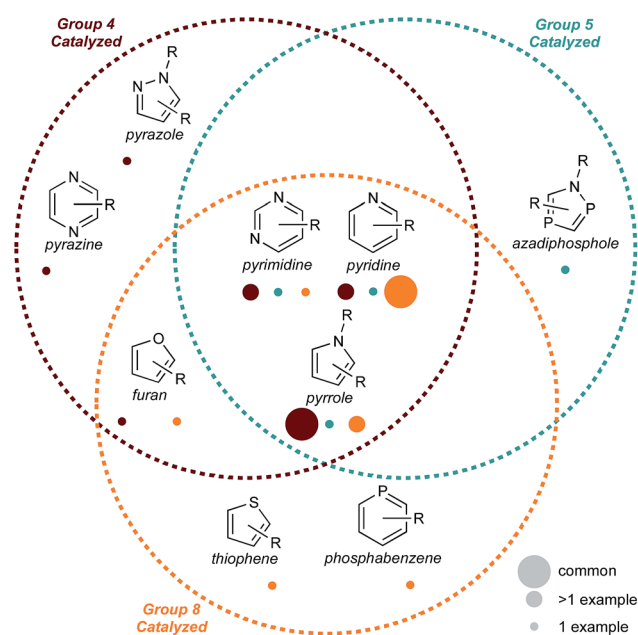 Group 4
Catalyzed
Group 5
Catalyzed
R
N
N
pyrazole
N
R
N
pyrazine
R
N
R
P
P
azadiphosphole
N
R
N
pyrimidine
N
R
pyridine
O
R
furan
R
N
R
pyrrole
S
R
thiophene
P
R
phosphabenzene
Group 8
Catalyzed
common
>1 example
1 example